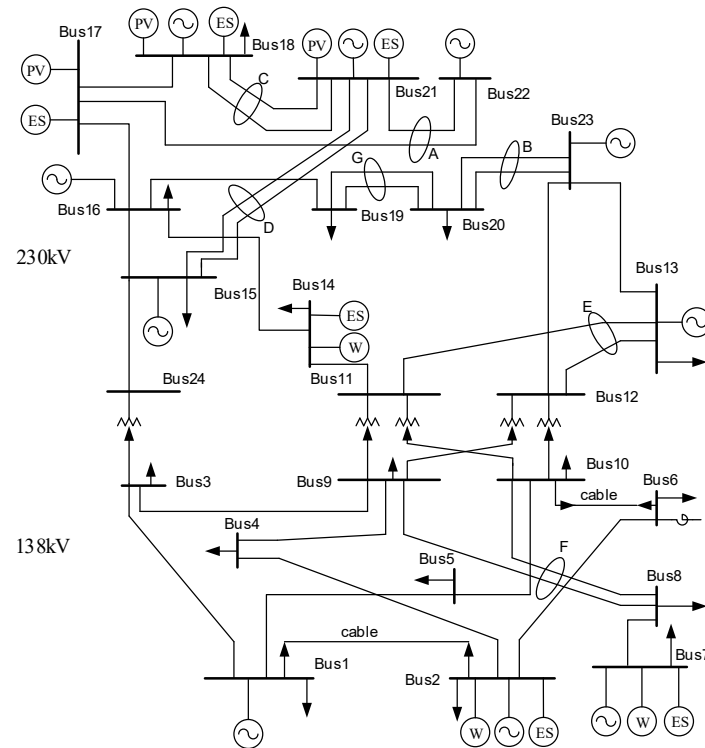 Bus17
PV
ES
PV
ES
Bus18
C
PV
ES
Bus21
Bus22
A
Bus23
B
G
Bus16
D
Bus19
Bus20
230kV
Bus15
Bus14
ES
W
Bus13
E
Bus11
Bus24
Bus12
Bus3
Bus9
Bus10
cable
Bus6
138kV
Bus4
Bus5
F
Bus8
cable
Bus1
Bus2
W
ES
Bus7
W
ES